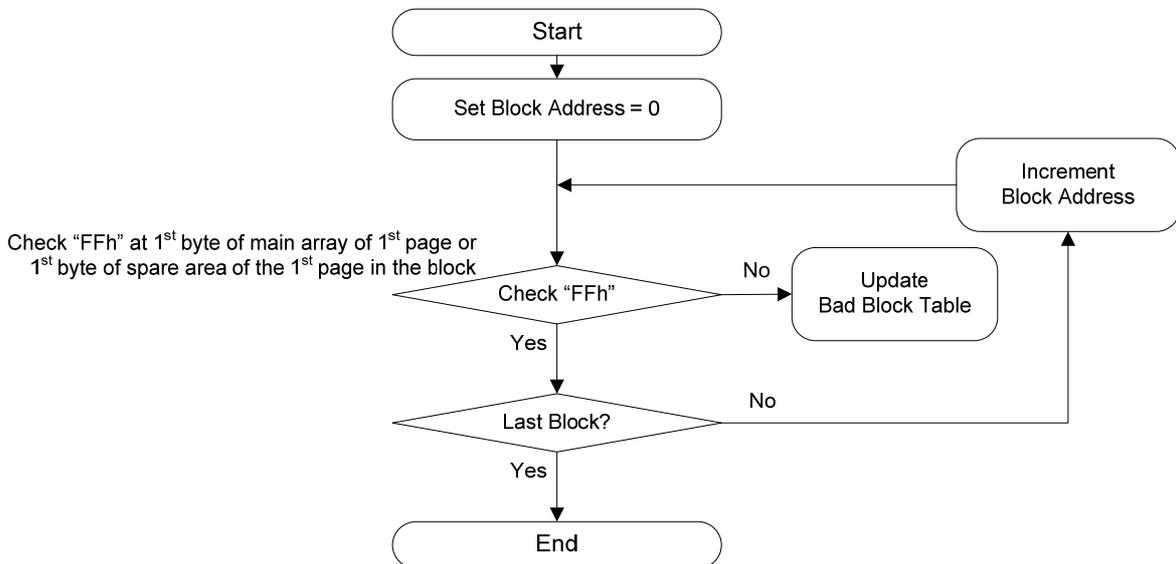 Start
Set Block Address = 0
Increment
Block Address
Check “FFh” at 1st byte of main array of 1st page or
1st byte of spare area of the 1st page in the block
Check “FFh”
No
Update
Bad Block Table
Yes
Last Block?
No
Yes
End